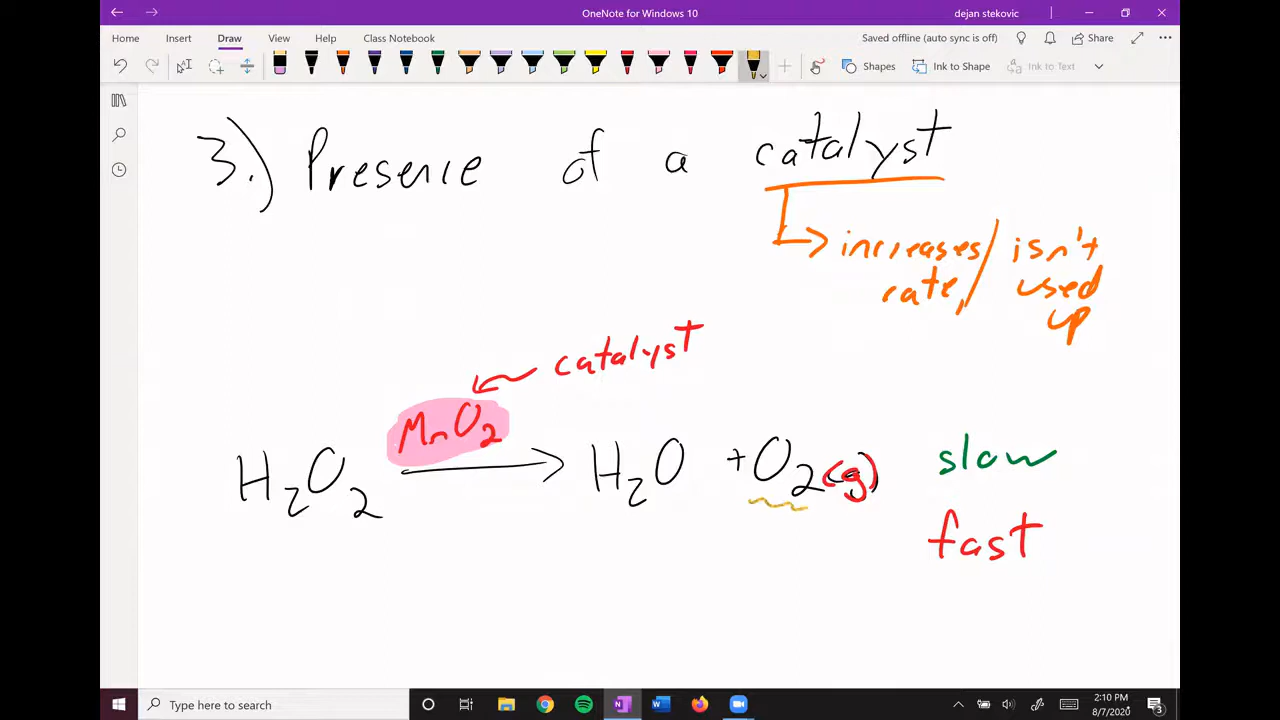 OneNote for Windows 10
dejan stekovic
Home Insert Draw View Help Class Notebook
Saved offline (auto sync is off)
Share
Shapes
Ink to Shape
Ink to Text
3.) Presence of a catalyst
increases/ isn't
rate, used
up
catalyst
MnO2
H2O2 → H2O + O2(g) slow
fast
Type here to search
2:10 PM
8/7/2020
3